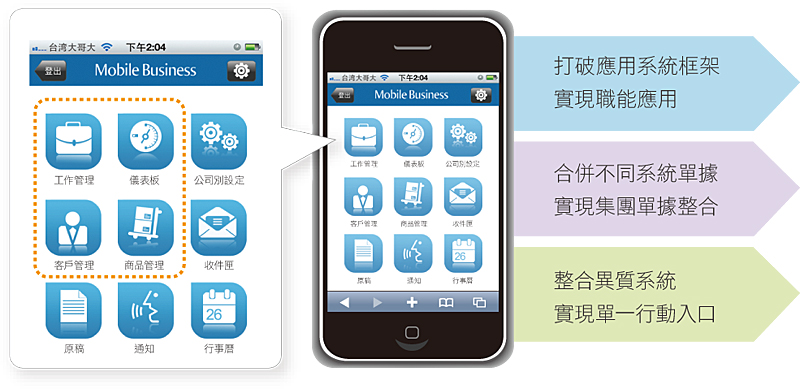 台湾大哥大 下午2:04
登出 Mobile Business
工作管理 儀表板 公司別設定
客戶管理 商品管理 收件匣
26
原稿 通知 行事曆
台湾大哥大 下午2:04
登出 Mobile Business
工作管理 儀表板 公司別設定
客戶管理 商品管理 收件匣
26
原稿 通知 行事曆
打破應用系統框架
實現職能應用
合併不同系統單據
實現集團單據整合
整合異質系統
實現單一行動入口